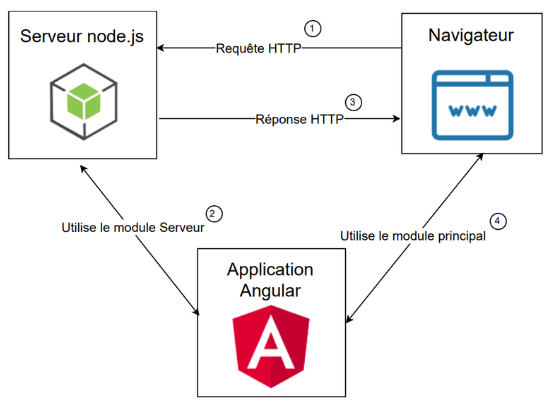 Serveur node.js
Navigateur
1
Requête HTTP
3
Réponse HTTP
www
2
Utilise le module Serveur
4
Utilise le module principal
Application
Angular
A